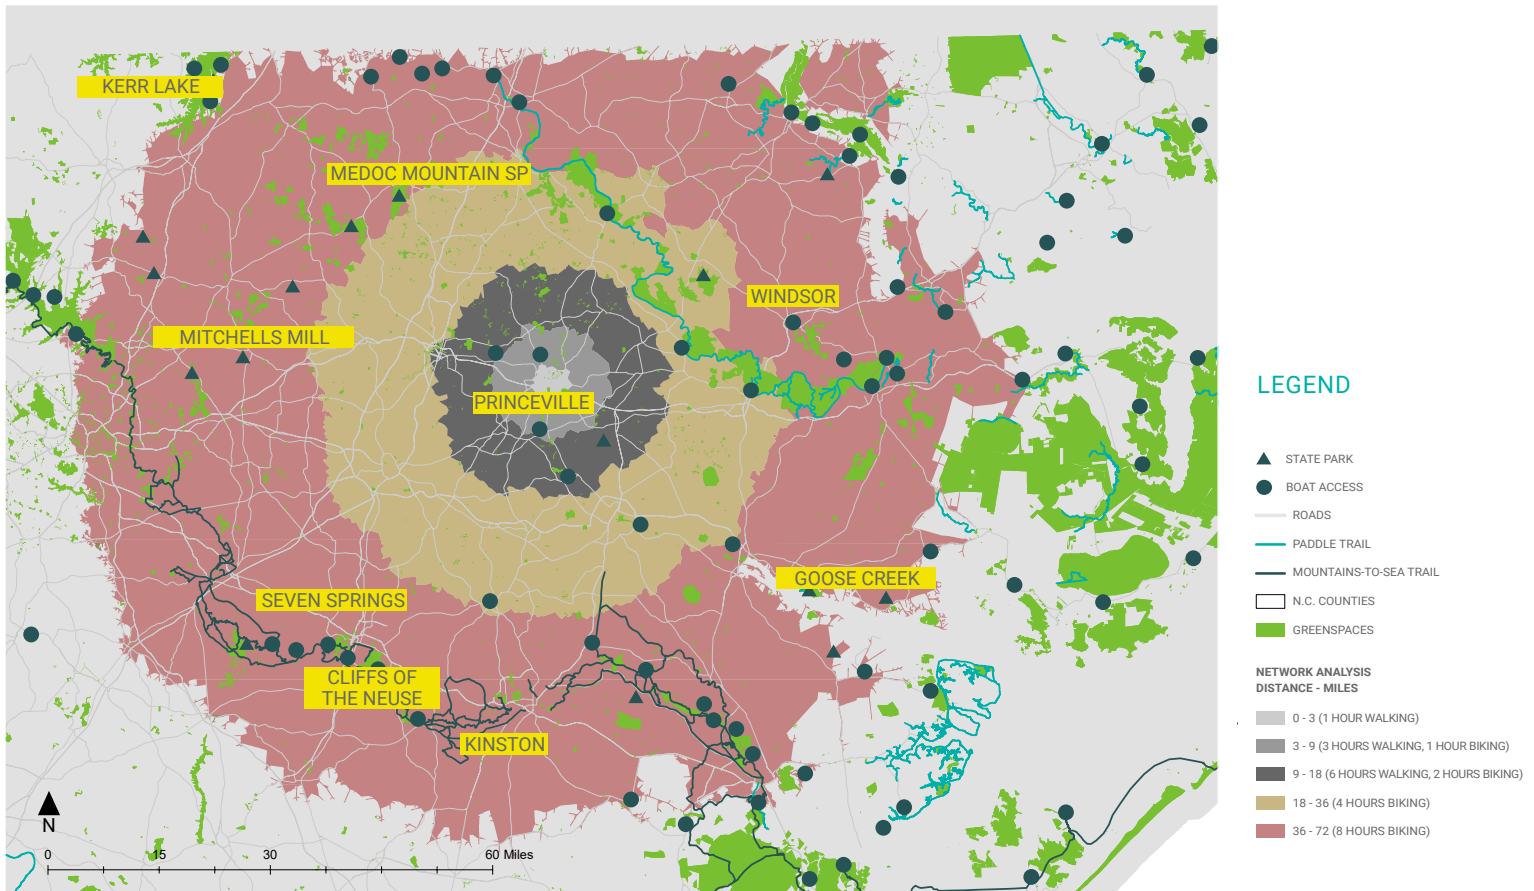 KERR LAKE
MEDOC MOUNTAIN SP
WINDSOR
MITCHELLS MILL
PRINCEVILLE
GOOSE CREEK
SEVEN SPRINGS
CLIFFS OF
THE NEUSE
KINSTON
N
0 15 30 60 Miles
LEGEND
STATE PARK
BOAT ACCESS
ROADS
PADDLE TRAIL
MOUNTAINS-TO-SEA TRAIL
N.C. COUNTIES
GREENSPACES
NETWORK ANALYSIS
DISTANCE - MILES
0 - 3 (1 HOUR WALKING)
3 - 9 (3 HOURS WALKING, 1 HOUR BIKING)
9 - 18 (6 HOURS WALKING, 2 HOURS BIKING)
18 - 36 (4 HOURS BIKING)
36 - 72 (8 HOURS BIKING)